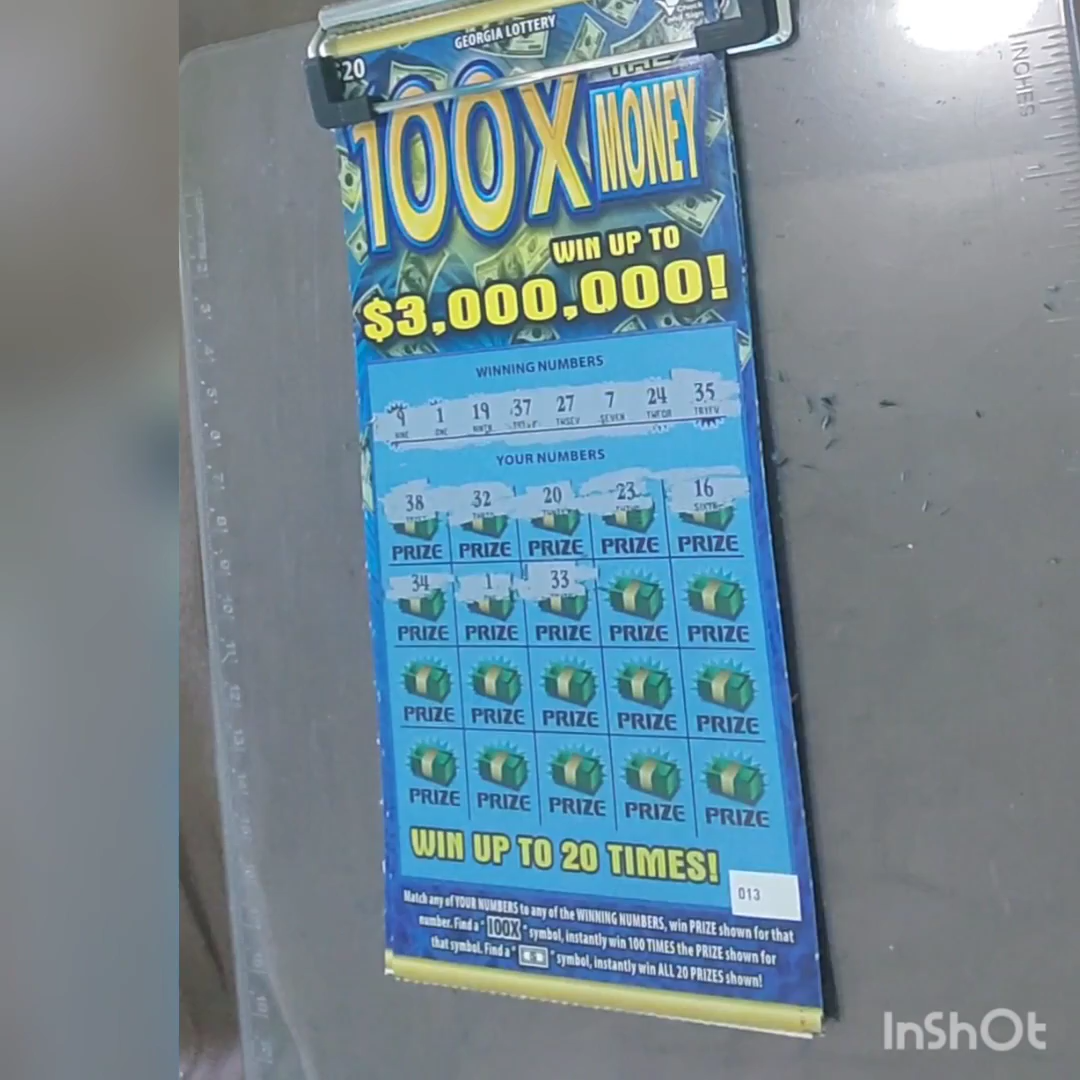 GEORGIA LOTTERY
$20
100X THE MONEY
WIN UP TO
$3,000,000!
WINNING NUMBERS
9 1 19 37 27 7 24 35
NINE ONE NINTN SEVEN TWFOR
YOUR NUMBERS
38 32 20 23 16
PRIZE PRIZE PRIZE PRIZE PRIZE
34 1 33
PRIZE PRIZE PRIZE PRIZE PRIZE
PRIZE PRIZE PRIZE PRIZE PRIZE
PRIZE PRIZE PRIZE PRIZE PRIZE
WIN UP TO 20 TIMES!
013
Match any of YOUR NUMBERS to any of the WINNING NUMBERS, win PRIZE shown for that
number. Find a "100X" symbol, instantly win 100 TIMES the PRIZE shown for
that symbol. Find a " " symbol, instantly win ALL 20 PRIZES shown!
INCHES
InShOt